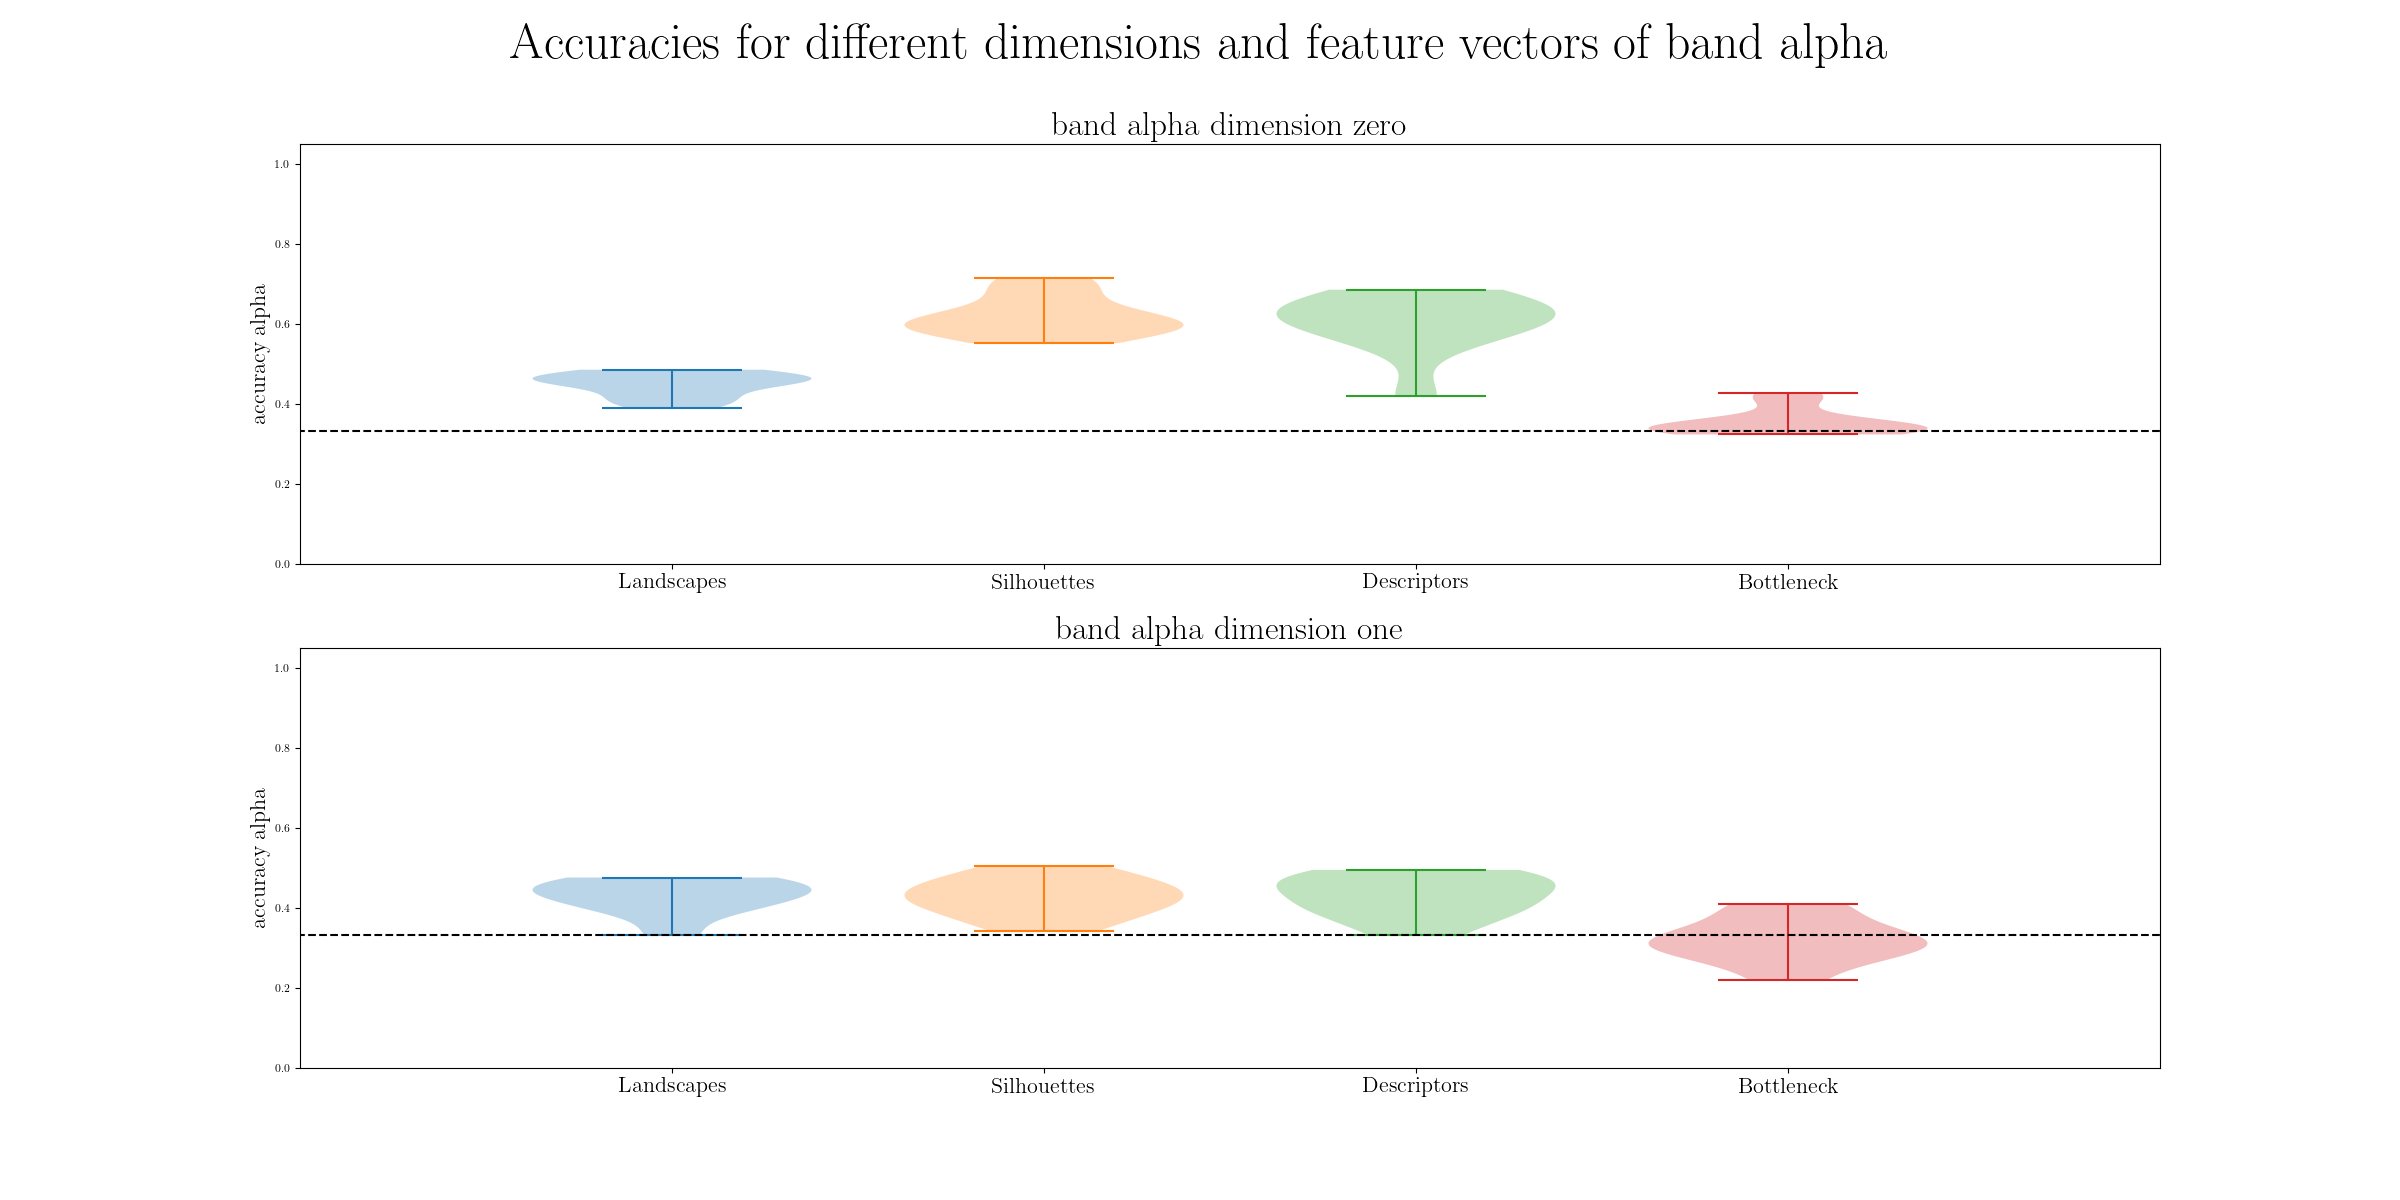 Accuracies for different dimensions and feature vectors of band alpha
band alpha dimension zero
accuracy alpha
1.0
0.8
0.6
0.4
0.2
0.0
Landscapes Silhouettes Descriptors Bottleneck
band alpha dimension one
accuracy alpha
1.0
0.8
0.6
0.4
0.2
0.0
Landscapes Silhouettes Descriptors Bottleneck